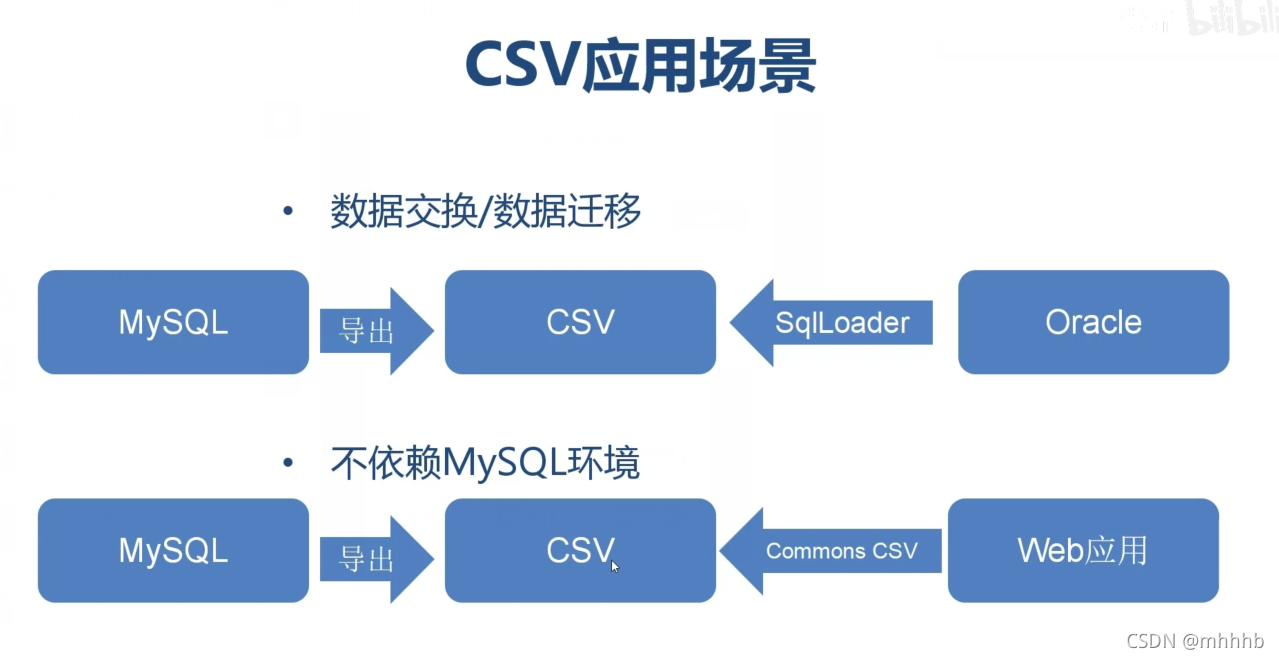 bilibili
CSV应用场景
• 数据交换/数据迁移
MySQL
导出
CSV
SqlLoader
Oracle
• 不依赖MySQL环境
MySQL
导出
CSV
Commons CSV
Web应用
CSDN @mhhhb